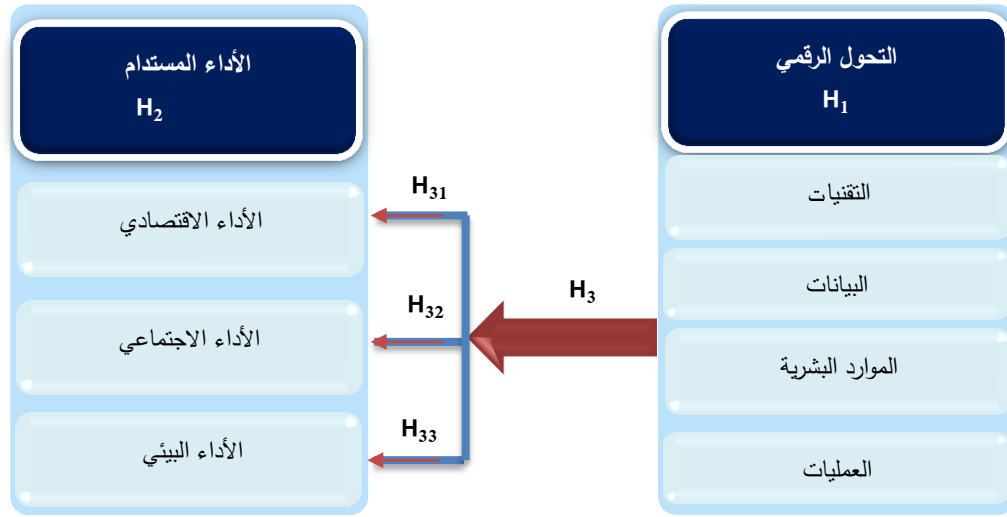 التحول الرقمي
H₁
التقنيات
البيانات
الموارد البشرية
العمليات
H₃
H₃₁
H₃₂
H₃₃
الأداء المستدام
H₂
الأداء الاقتصادي
الأداء الاجتماعي
الأداء البيئي